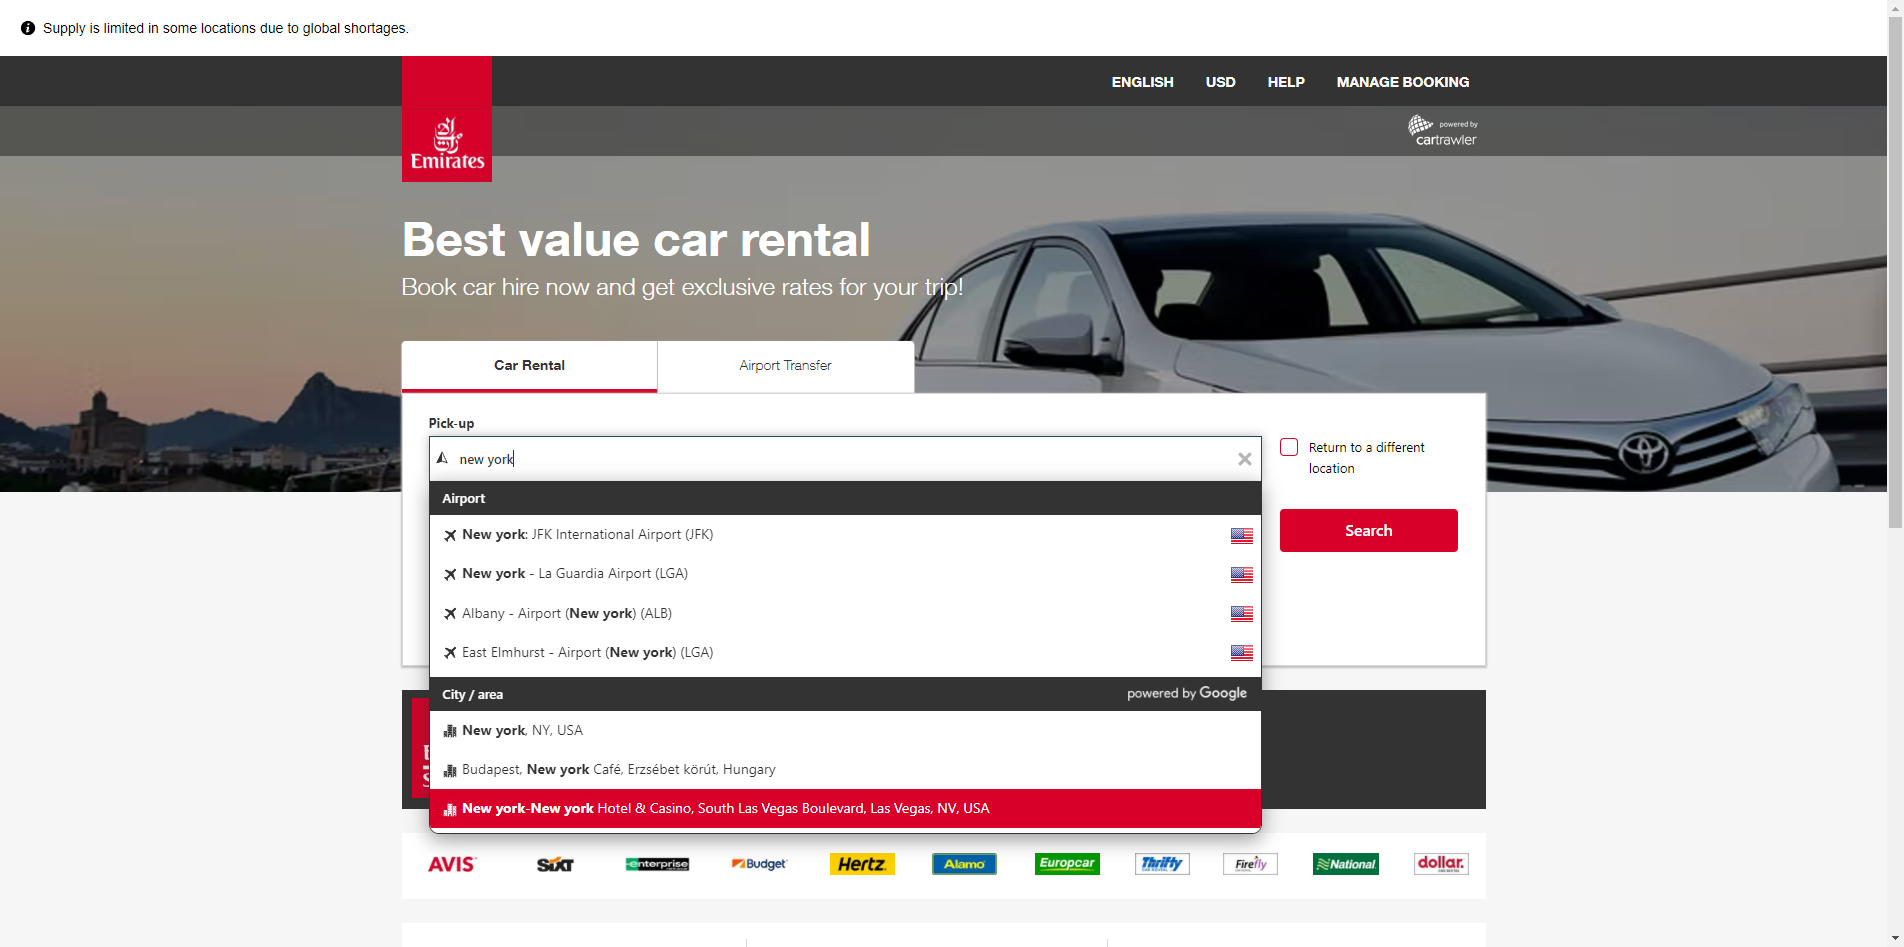 Supply is limited in some locations due to global shortages.
ENGLISH USD HELP MANAGE BOOKING
powered by
cartrawler
Emirates
Best value car rental
Book car hire now and get exclusive rates for your trip!
Car Rental Airport Transfer
Pick-up
new york
Return to a different
location
Airport
New york: JFK International Airport (JFK)
Search
New york - La Guardia Airport (LGA)
Albany - Airport (New york) (ALB)
East Elmhurst - Airport (New york) (LGA)
City / area powered by Google
New york, NY, USA
Budapest, New york Café, Erzsébet körút, Hungary
New york-New york Hotel & Casino, South Las Vegas Boulevard, Las Vegas, NV, USA
AVIS SIXT enterprise Budget Hertz Alamo Europcar Thrifty Firefly National dollar.